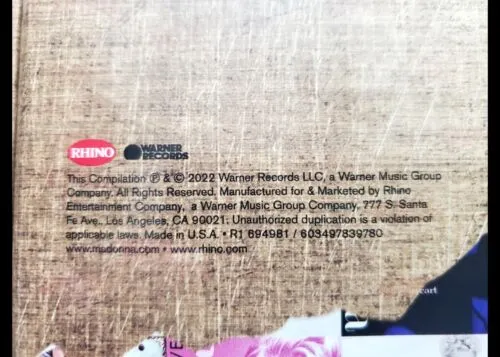 RHINO WARNER RECORDS
This Compilation ℗ & © 2022 Warner Records LLC, a Warner Music Group
Company. All Rights Reserved. Manufactured for & Marketed by Rhino
Entertainment Company, a Warner Music Group Company, 777 S. Santa
Fe Ave., Los Angeles, CA 90021. Unauthorized duplication is a violation of
applicable laws. Made in U.S.A. • R1 694981 / 603497839780
www.madonna.com • www.rhino.com